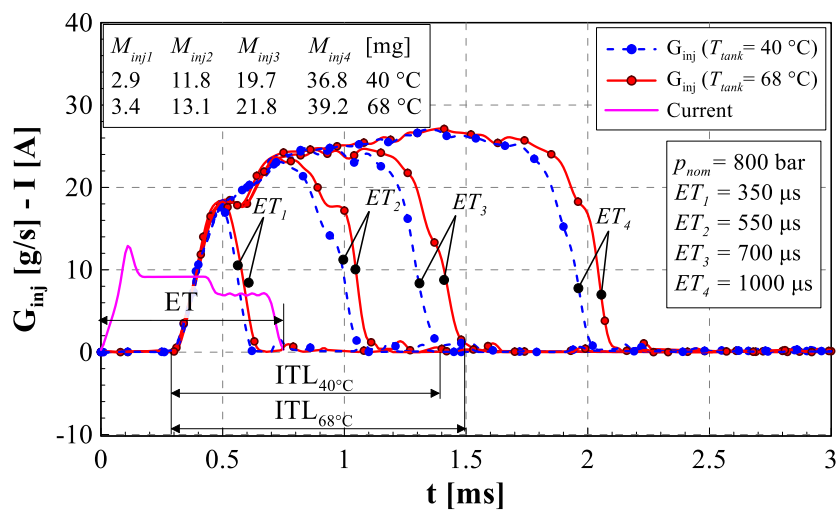 40
30
20
10
0
-10
G_inj [g/s] - I [A]
M_inj1 M_inj2 M_inj3 M_inj4 [mg]
2.9 11.8 19.7 36.8 40 °C
3.4 13.1 21.8 39.2 68 °C
G_inj (T_tank= 40 °C)
G_inj (T_tank= 68 °C)
Current
p_nom = 800 bar
ET_1 = 350 µs
ET_2 = 550 µs
ET_3 = 700 µs
ET_4 = 1000 µs
ET_1
ET_2
ET_3
ET_4
ET
ITL_40°C
ITL_68°C
0 0.5 1 1.5 2 2.5 3
t [ms]